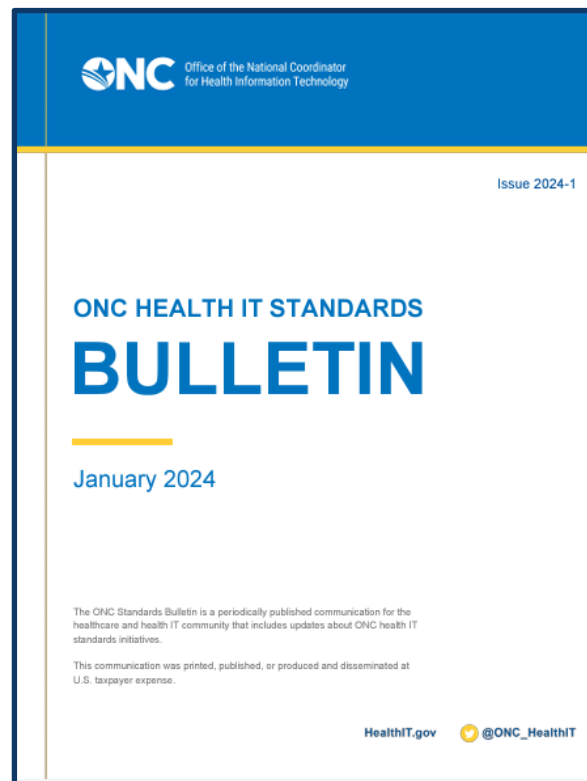 ONC Office of the National Coordinator
for Health Information Technology
Issue 2024-1
ONC HEALTH IT STANDARDS
BULLETIN
January 2024
The ONC Standards Bulletin is a periodically published communication for the
healthcare and health IT community that includes updates about ONC health IT
standards initiatives.
This communication was printed, published, or produced and disseminated at
U.S. taxpayer expense.
HealthIT.gov @ONC_HealthIT